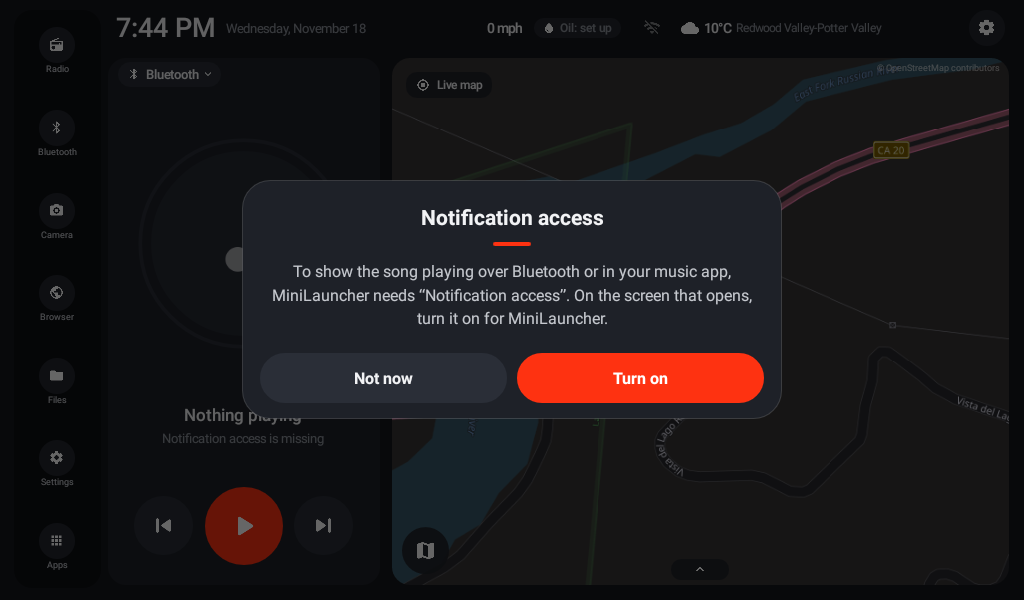 7:44 PM
Wednesday, November 18
0 mph
Oil: set up
10°C
Redwood Valley-Potter Valley
Radio
Bluetooth
Camera
Browser
Files
Settings
Apps
Bluetooth
Live map
© OpenStreetMap contributors
East Fork Russian
CA 20
Notification access
To show the song playing over Bluetooth or in your music app,
MiniLauncher needs “Notification access”. On the screen that opens,
turn it on for MiniLauncher.
Not now
Turn on
Nothing playing
Notification access is missing
Vista del Lago
Vista del Lag